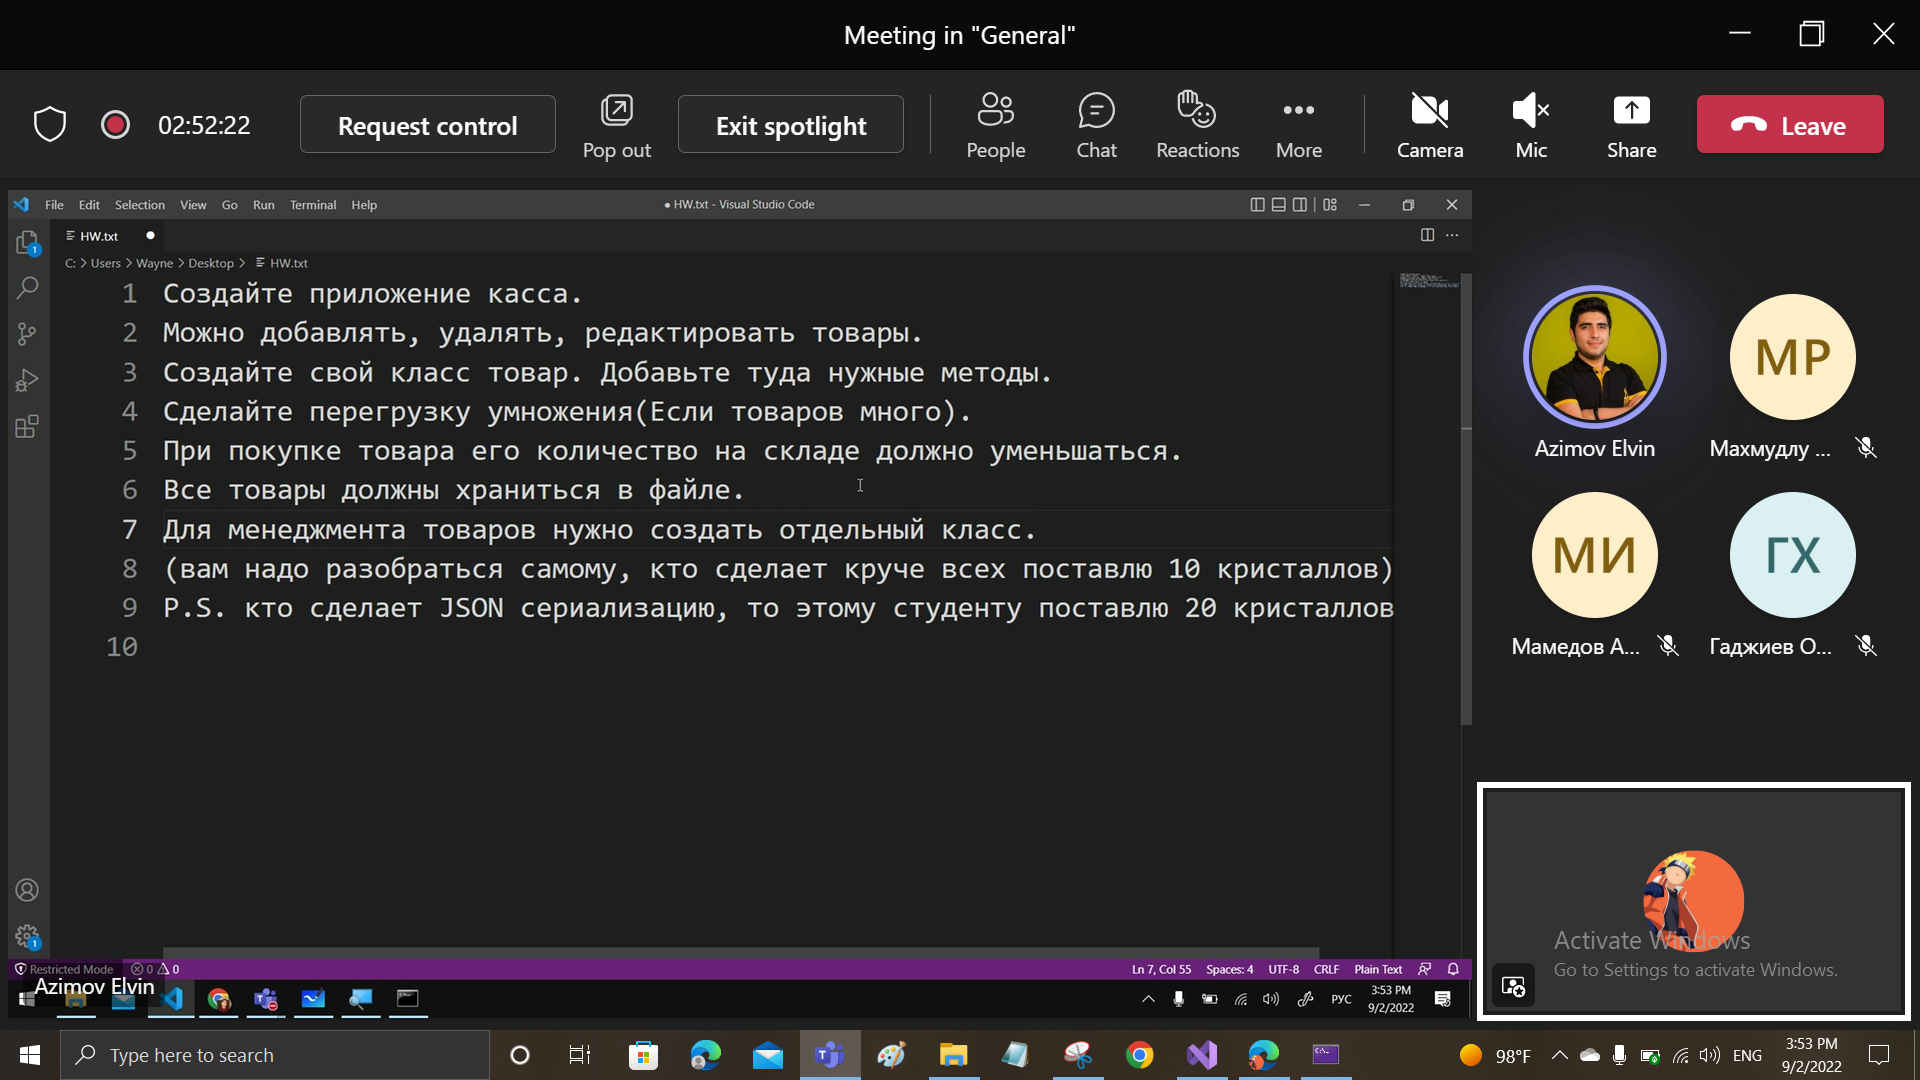 Meeting in "General"
02:52:22
Request control
Pop out
Exit spotlight
People
Chat
Reactions
More
Camera
Mic
Share
Leave
File Edit Selection View Go Run Terminal Help
● HW.txt - Visual Studio Code
HW.txt
C: > Users > Wayne > Desktop > HW.txt
1 Создайте приложение касса.
2 Можно добавлять, удалять, редактировать товары.
3 Создайте свой класс товар. Добавьте туда нужные методы.
4 Сделайте перегрузку умножения(Если товаров много).
5 При покупке товара его количество на складе должно уменьшаться.
6 Все товары должны храниться в файле.
7 Для менеджмента товаров нужно создать отдельный класс.
8 (вам надо разобраться самому, кто сделает круче всех поставлю 10 кристаллов)
9 P.S. кто сделает JSON сериализацию, то этому студенту поставлю 20 кристаллов
10
1
1
Restricted Mode
0 0
Ln 7, Col 55 Spaces: 4 UTF-8 CRLF Plain Text
Azimov Elvin
РУС
3:53 PM
9/2/2022
Azimov Elvin
МР
Махмудлу ...
МИ
Мамедов А...
ГХ
Гаджиев О...
Activate Windows
Go to Settings to activate Windows.
Type here to search
98°F
ENG
3:53 PM
9/2/2022